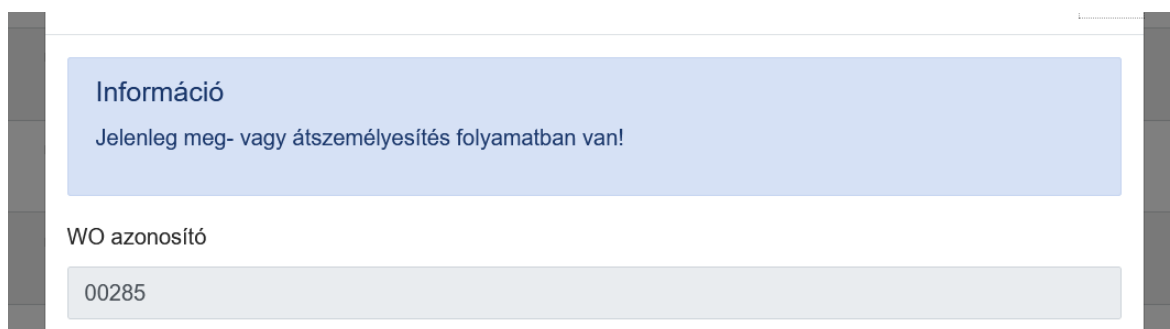 Információ
Jelenleg meg- vagy átszemélyesítés folyamatban van!
WO azonosító
00285